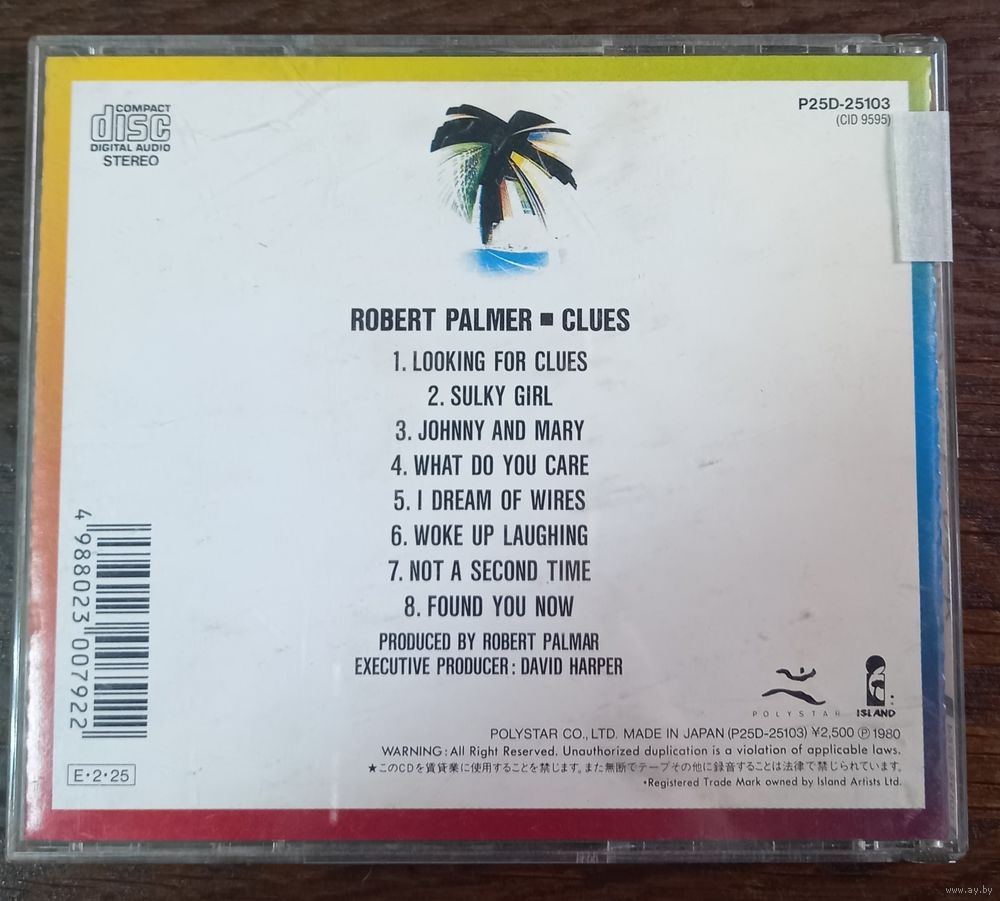 COMPACT
disc
DIGITAL AUDIO
STEREO
P25D-25103
(CID 9595)
ROBERT PALMER ■ CLUES
1. LOOKING FOR CLUES
2. SULKY GIRL
3. JOHNNY AND MARY
4. WHAT DO YOU CARE
5. I DREAM OF WIRES
6. WOKE UP LAUGHING
7. NOT A SECOND TIME
8. FOUND YOU NOW
PRODUCED BY ROBERT PALMAR
EXECUTIVE PRODUCER: DAVID HARPER
4 988023 007922
E・2・25
POLYSTAR
ISLAND
POLYSTAR CO., LTD. MADE IN JAPAN (P25D-25103) ¥2,500 Ⓟ1980
WARNING: All Right Reserved. Unauthorized duplication is a violation of applicable laws.
★このCDを賃貸業に使用することを禁じます。また無断でテープその他に録音することは法律で禁じられています。
•Registered Trade Mark owned by Island Artists Ltd.
www.ay.by